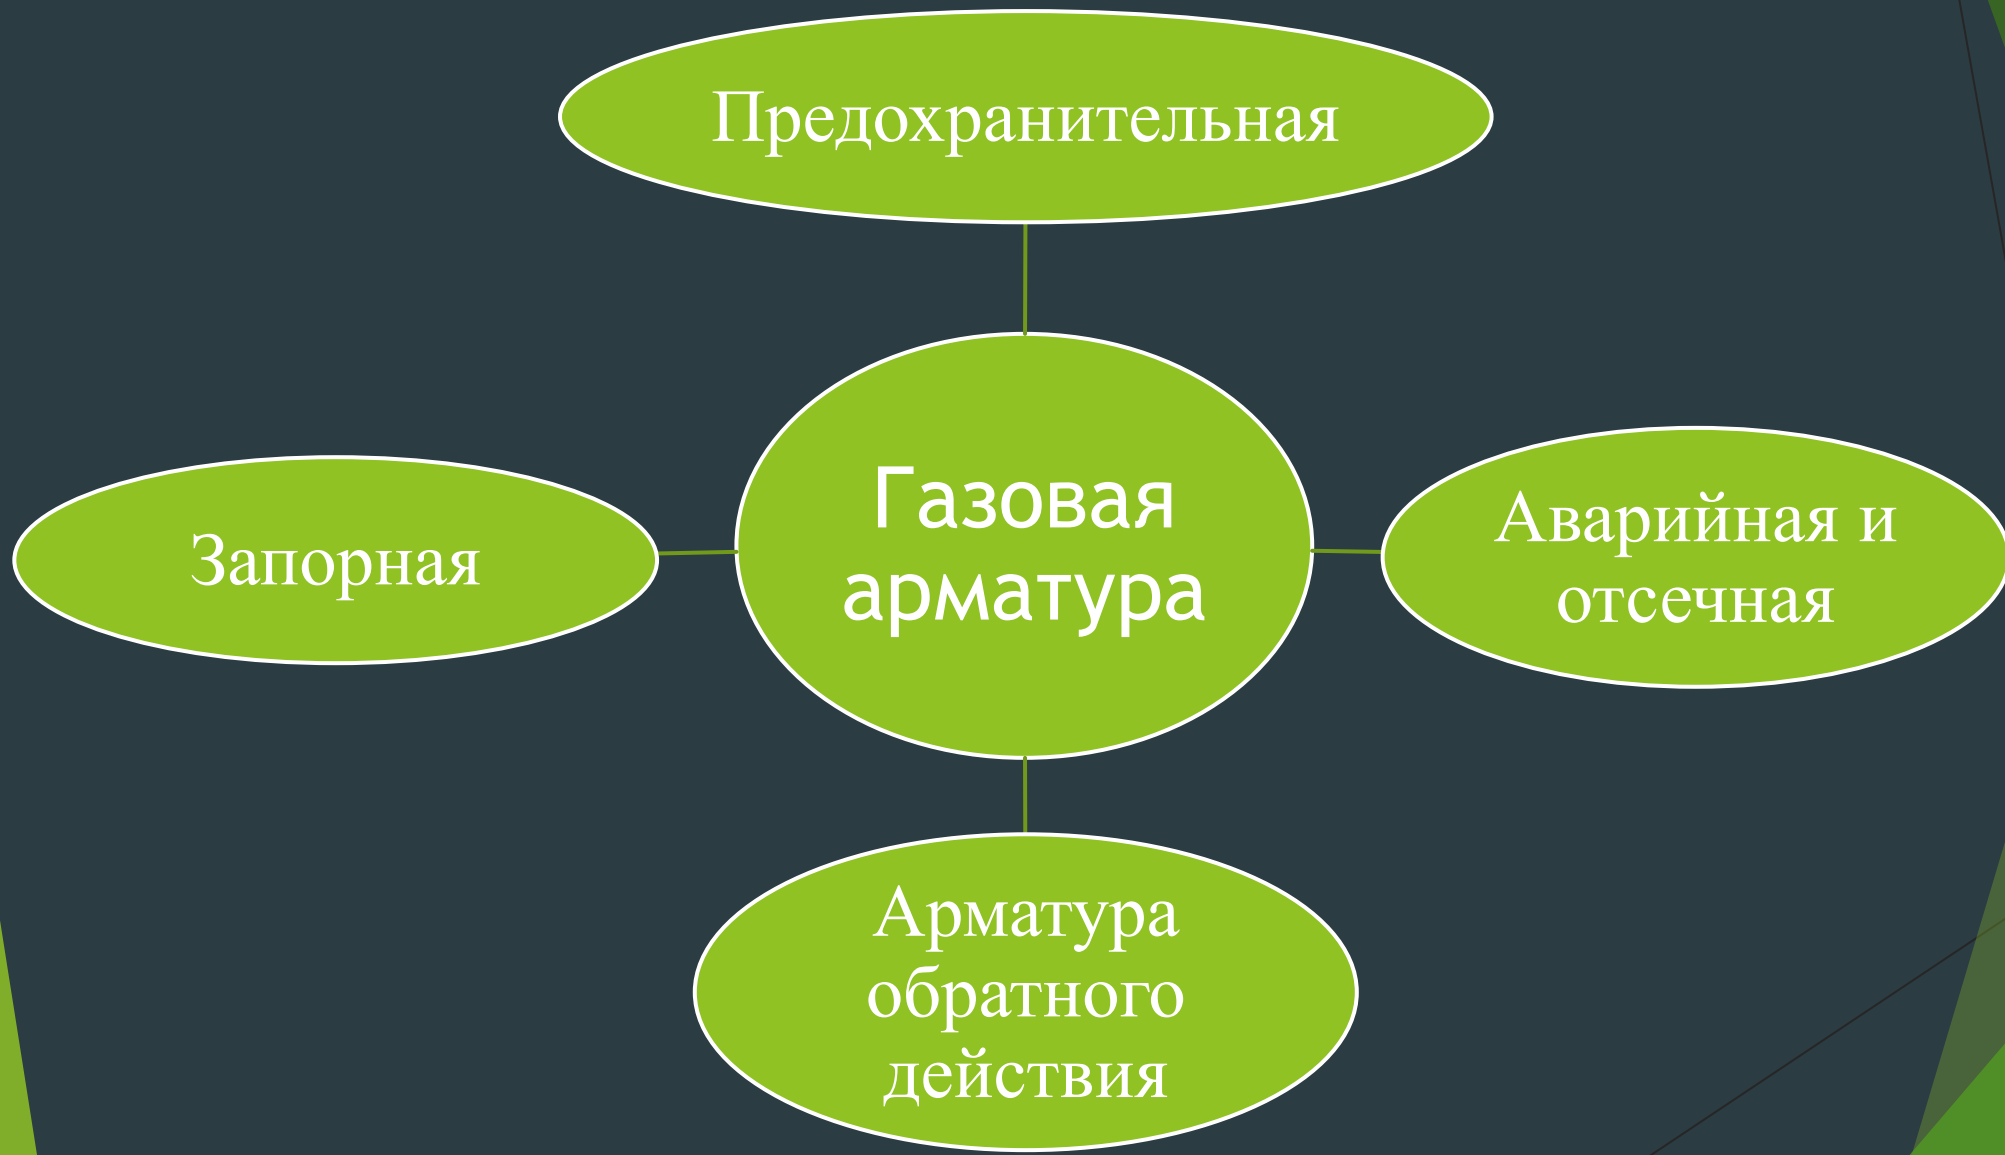 Предохранительная
Запорная
Газовая
арматура
Аварийная и
отсечная
Арматура
обратного
действия